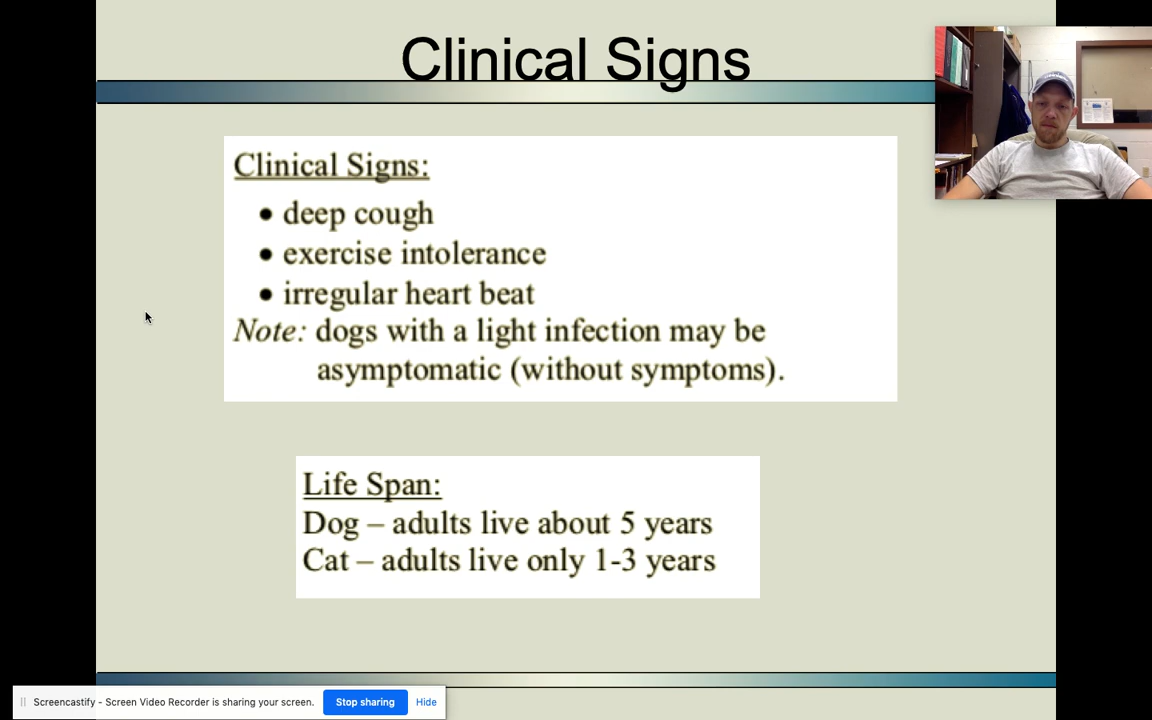 Clinical Signs
Clinical Signs:
• deep cough
• exercise intolerance
• irregular heart beat
Note: dogs with a light infection may be
asymptomatic (without symptoms).
Life Span:
Dog – adults live about 5 years
Cat – adults live only 1-3 years
Screencastify - Screen Video Recorder is sharing your screen. Stop sharing Hide